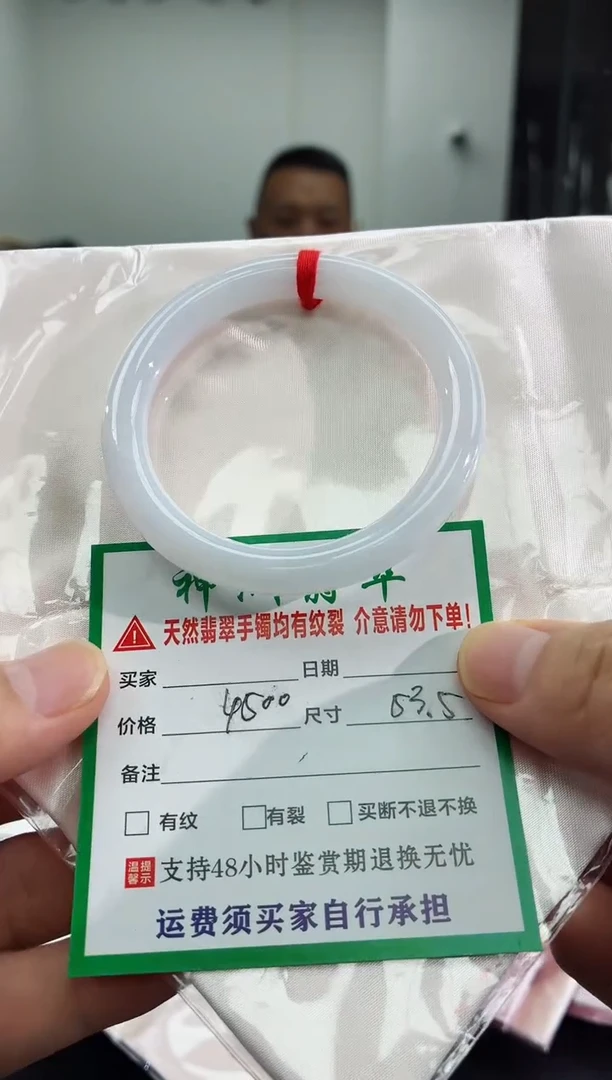 翠
天然翡翠手镯均有纹裂 介意请勿下单!
买家 日期
价格 4500 尺寸 53.5
备注
有纹 有裂 买断不退不换
温馨提示 支持48小时鉴赏期退换无忧
运费须买家自行承担